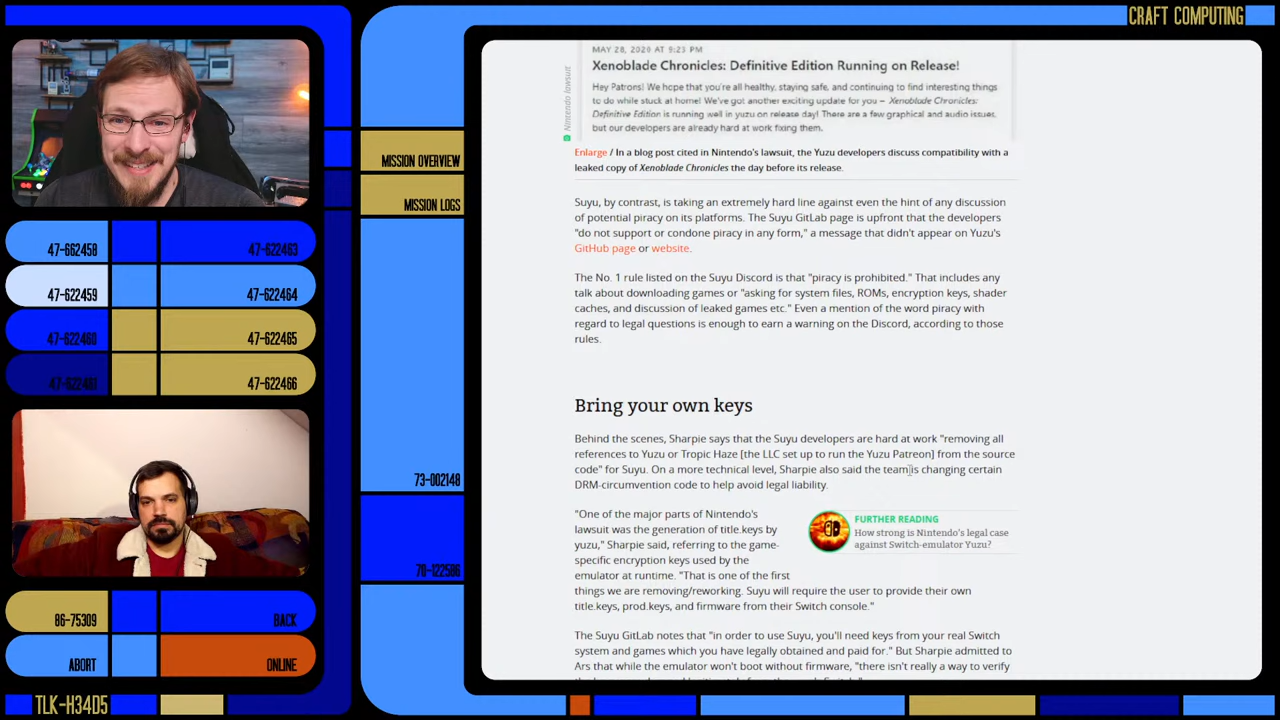 CRAFT COMPUTING
MISSION OVERVIEW
MISSION LOGS
47-662458
47-622463
47-622459
47-622464
47-622460
47-622465
47-622461
47-622466
73-002148
70-122506
86-75309
BACK
ABORT
ONLINE
TLK-H34D5
Nintendo lawsuit
MAY 28, 2020 AT 9:23 PM
Xenoblade Chronicles: Definitive Edition Running on Release!
Hey Patrons! We hope that you're all healthy, staying safe, and continuing to find interesting things
to do while stuck at home! We've got another exciting update for you – Xenoblade Chronicles:
Definitive Edition is running well in yuzu on release day! There are a few graphical and audio issues,
but our developers are already hard at work fixing them.
Enlarge / In a blog post cited in Nintendo's lawsuit, the Yuzu developers discuss compatibility with a
leaked copy of Xenoblade Chronicles the day before its release.
Suyu, by contrast, is taking an extremely hard line against even the hint of any discussion
of potential piracy on its platforms. The Suyu GitLab page is upfront that the developers
"do not support or condone piracy in any form," a message that didn't appear on Yuzu's
GitHub page or website.
The No. 1 rule listed on the Suyu Discord is that "piracy is prohibited." That includes any
talk about downloading games or "asking for system files, ROMs, encryption keys, shader
caches, and discussion of leaked games etc." Even a mention of the word piracy with
regard to legal questions is enough to earn a warning on the Discord, according to those
rules.
Bring your own keys
Behind the scenes, Sharpie says that the Suyu developers are hard at work "removing all
references to Yuzu or Tropic Haze [the LLC set up to run the Yuzu Patreon] from the source
code" for Suyu. On a more technical level, Sharpie also said the team is changing certain
DRM-circumvention code to help avoid legal liability.
"One of the major parts of Nintendo's
lawsuit was the generation of title.keys by
yuzu," Sharpie said, referring to the game-
specific encryption keys used by the
emulator at runtime. "That is one of the first
things we are removing/reworking. Suyu will require the user to provide their own
title.keys, prod.keys, and firmware from their Switch console."
FURTHER READING
How strong is Nintendo's legal case
against Switch-emulator Yuzu?
The Suyu GitLab notes that "in order to use Suyu, you'll need keys from your real Switch
system and games which you have legally obtained and paid for." But Sharpie admitted to
Ars that while the emulator won't boot without firmware, "there isn't really a way to verify